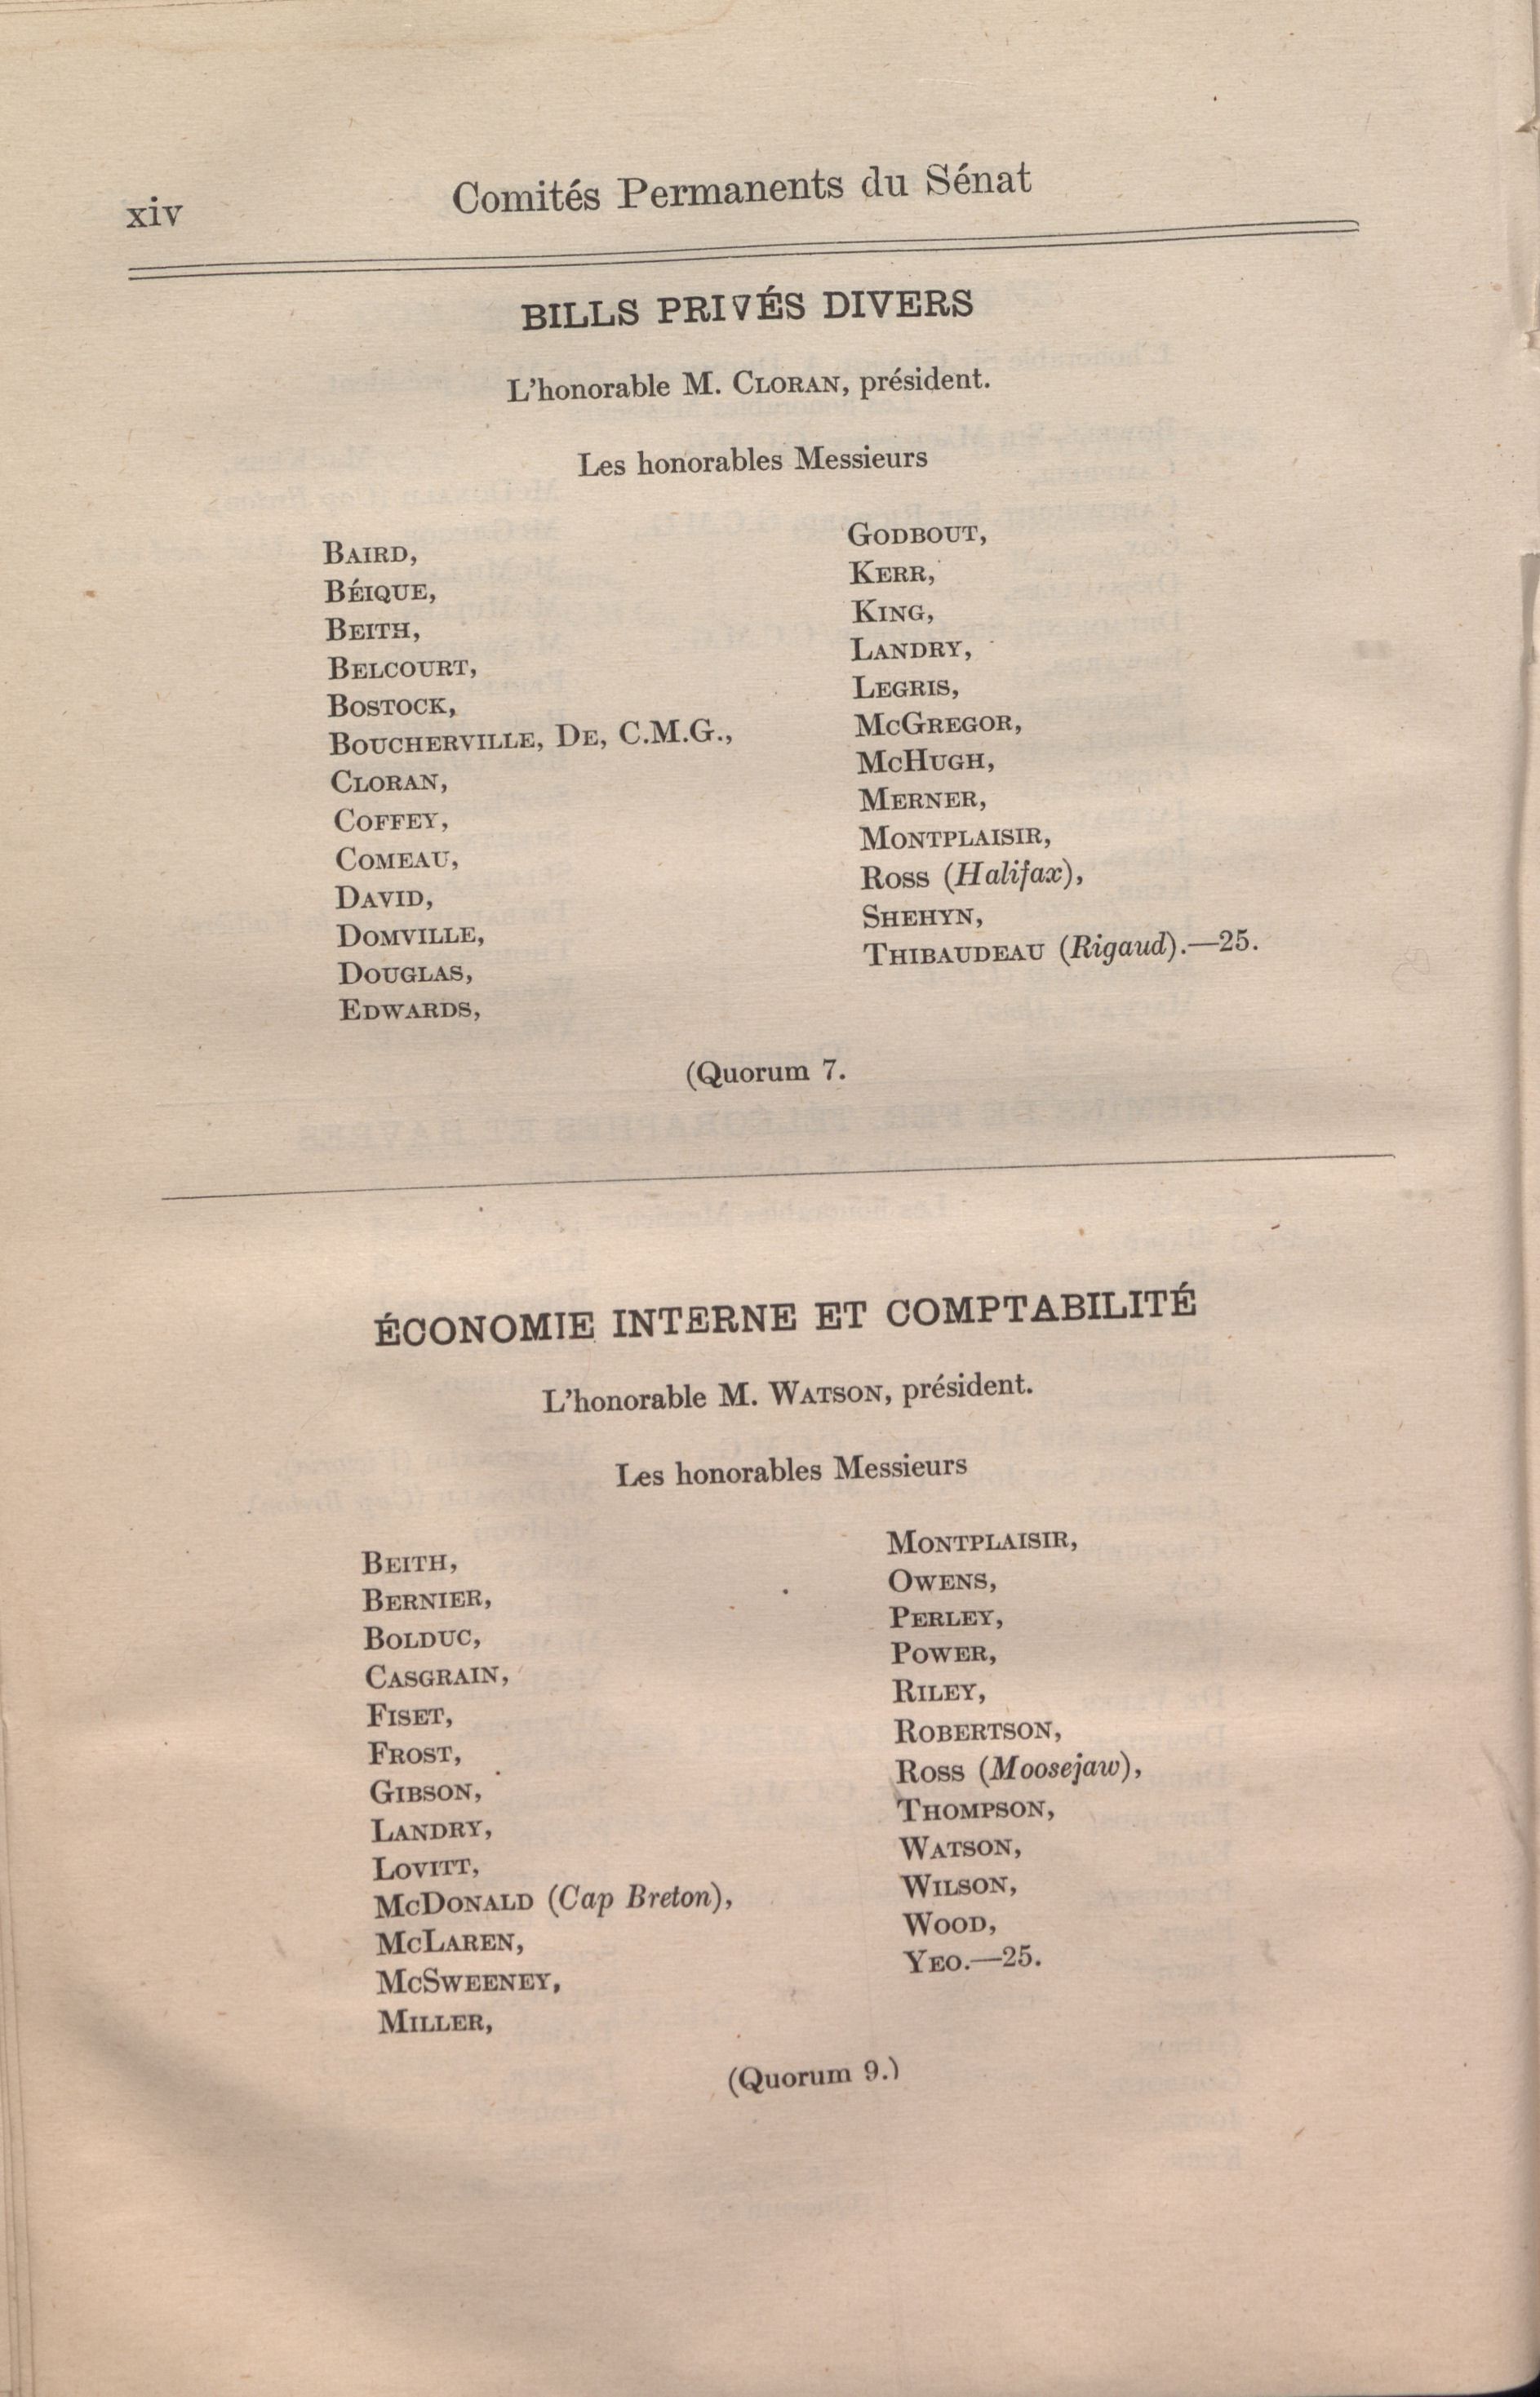 xiv
Comités Permanents du Sénat
BILLS PRIVÉS DIVERS
L'honorable M. CLORAN, président.
Les honorables Messieurs
BAIRD,
BÉIQUE,
BEITH,
BELCOURT,
BOSTOCK,
BOUCHERVILLE, DE, C.M.G.,
CLORAN,
COFFEY,
COMEAU,
DAVID,
DOMVILLE,
DOUGLAS,
EDWARDS,
GODBOUT,
KERR,
KING,
LANDRY,
LEGRIS,
MCGREGOR,
MCHUGH,
MERNER,
MONTPLAISIR,
ROSS (Halifax),
SHEHYN,
THIBAUDEAU (Rigaud).—25.
(Quorum 7.
ÉCONOMIE INTERNE ET COMPTABILITÉ
L'honorable M. WATSON, président.
Les honorables Messieurs
BEITH,
BERNIER,
BOLDUC,
CASGRAIN,
FISET,
FROST,
GIBSON,
LANDRY,
LOVITT,
MCDONALD (Cap Breton),
MCLAREN,
MCSWEENEY,
MILLER,
MONTPLAISIR,
OWENS,
PERLEY,
POWER,
RILEY,
ROBERTSON,
ROSS (Moosejaw),
THOMPSON,
WATSON,
WILSON,
WOOD,
YEO.—25.
(Quorum 9.)